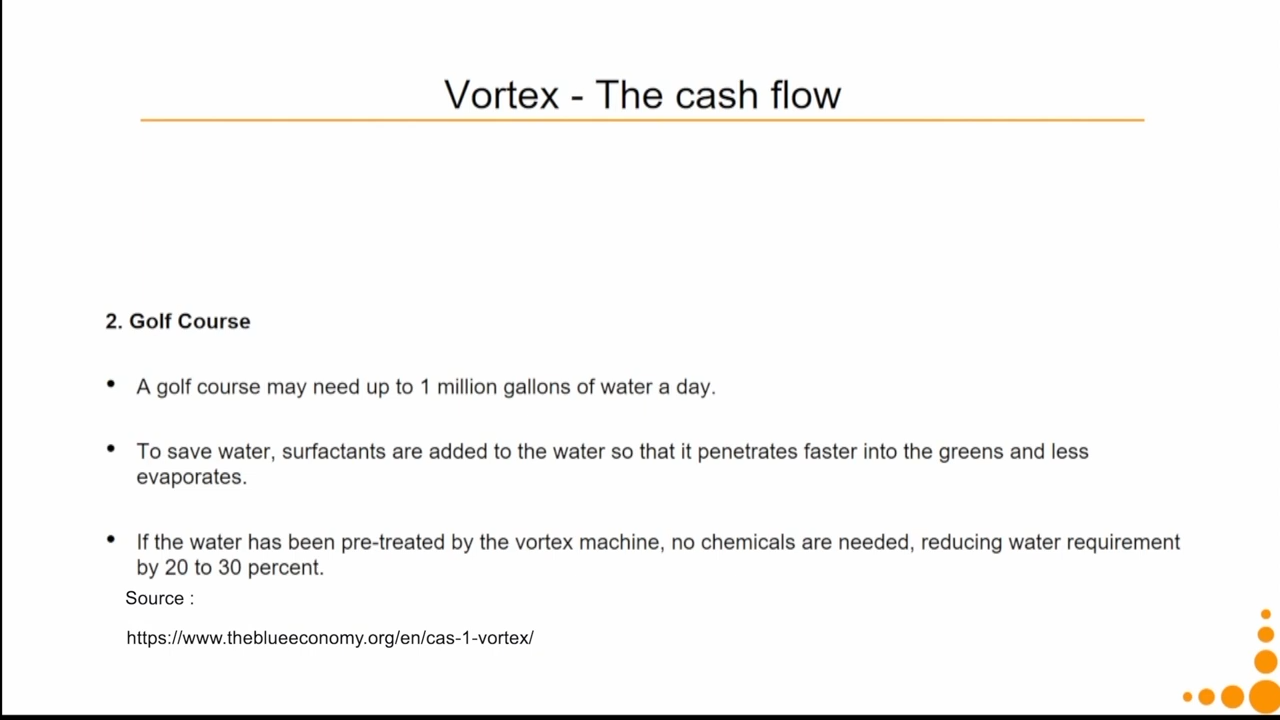 Vortex - The cash flow
2. Golf Course
• A golf course may need up to 1 million gallons of water a day.
• To save water, surfactants are added to the water so that it penetrates faster into the greens and less
evaporates.
• If the water has been pre-treated by the vortex machine, no chemicals are needed, reducing water requirement
by 20 to 30 percent.
Source :
https://www.theblueeconomy.org/en/cas-1-vortex/